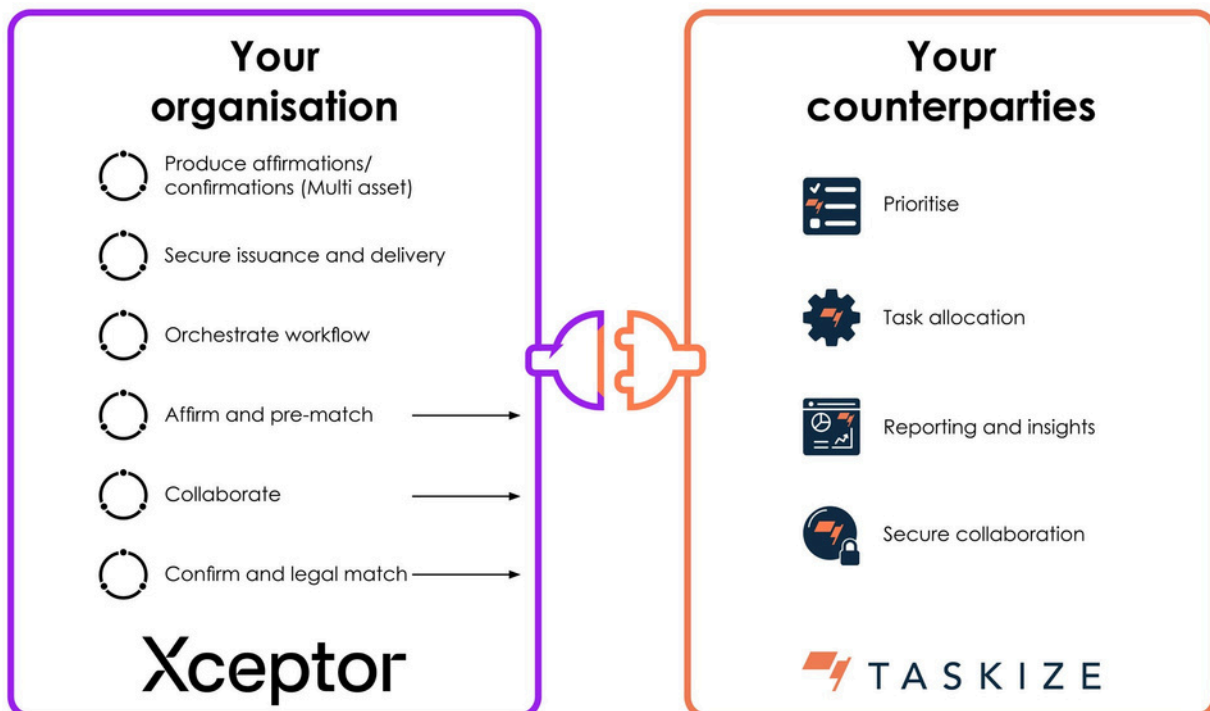 Your
organisation
Produce affirmations/
confirmations (Multi asset)
Secure issuance and delivery
Orchestrate workflow
Affirm and pre-match
Collaborate
Confirm and legal match
Xceptor
Your
counterparties
Prioritise
Task allocation
Reporting and insights
Secure collaboration
TASKIZE